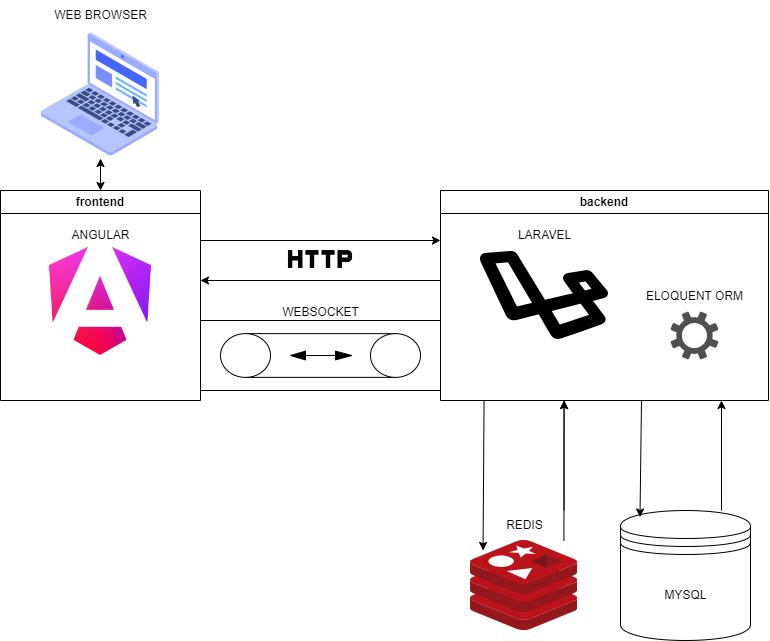 WEB BROWSER
frontend
backend
ANGULAR
LARAVEL
HTTP
ELOQUENT ORM
WEBSOCKET
REDIS
MYSQL